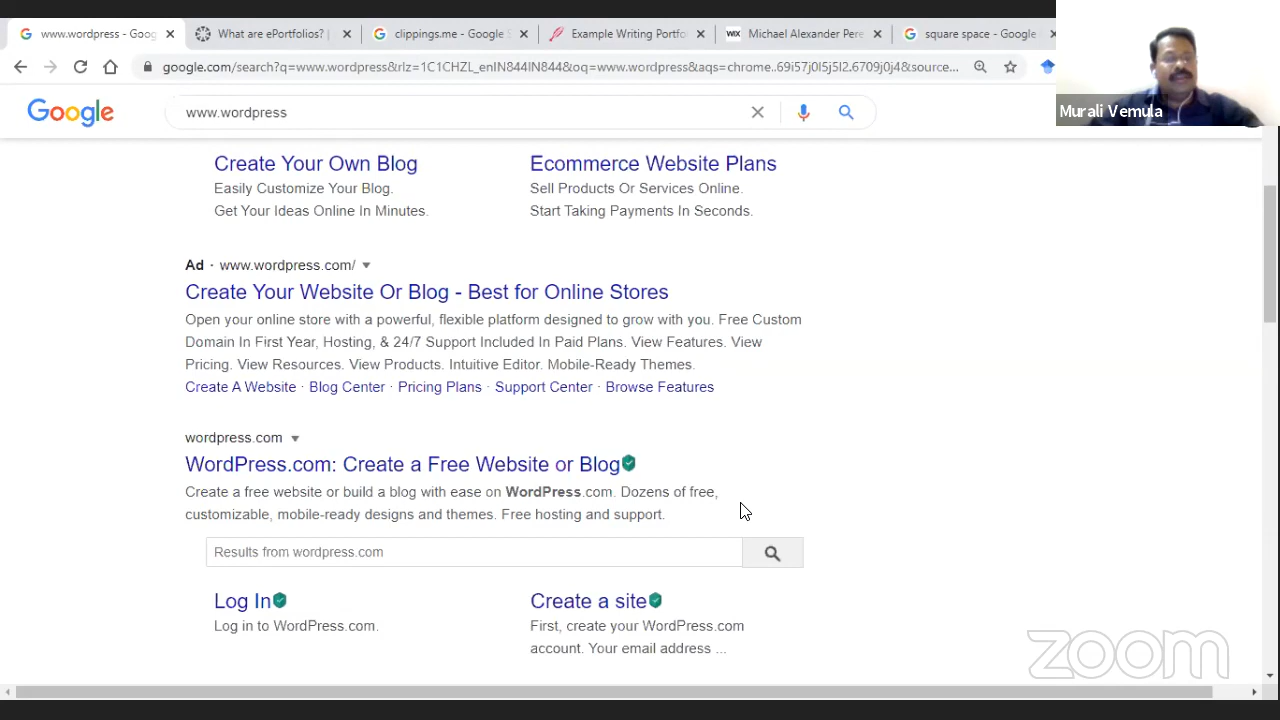 www.wordpress - Goog
What are ePortfolios? |
clippings.me - Google S
Example Writing Portfo
WIX Michael Alexander Pere
square space - Google
google.com/search?q=www.wordpress&rlz=1C1CHZL_enIN844IN844&oq=www.wordpress&aqs=chrome..69i57j0l5j5l2.6709j0j4&source...
Murali Vemula
Google
www.wordpress
Create Your Own Blog
Easily Customize Your Blog.
Get Your Ideas Online In Minutes.
Ecommerce Website Plans
Sell Products Or Services Online.
Start Taking Payments In Seconds.
Ad · www.wordpress.com/
Create Your Website Or Blog - Best for Online Stores
Open your online store with a powerful, flexible platform designed to grow with you. Free Custom
Domain In First Year, Hosting, & 24/7 Support Included In Paid Plans. View Features. View
Pricing. View Resources. View Products. Intuitive Editor. Mobile-Ready Themes.
Create A Website · Blog Center · Pricing Plans · Support Center · Browse Features
wordpress.com
WordPress.com: Create a Free Website or Blog
Create a free website or build a blog with ease on WordPress.com. Dozens of free,
customizable, mobile-ready designs and themes. Free hosting and support.
Results from wordpress.com
Log In
Log in to WordPress.com.
Create a site
First, create your WordPress.com
account. Your email address ...
zoom